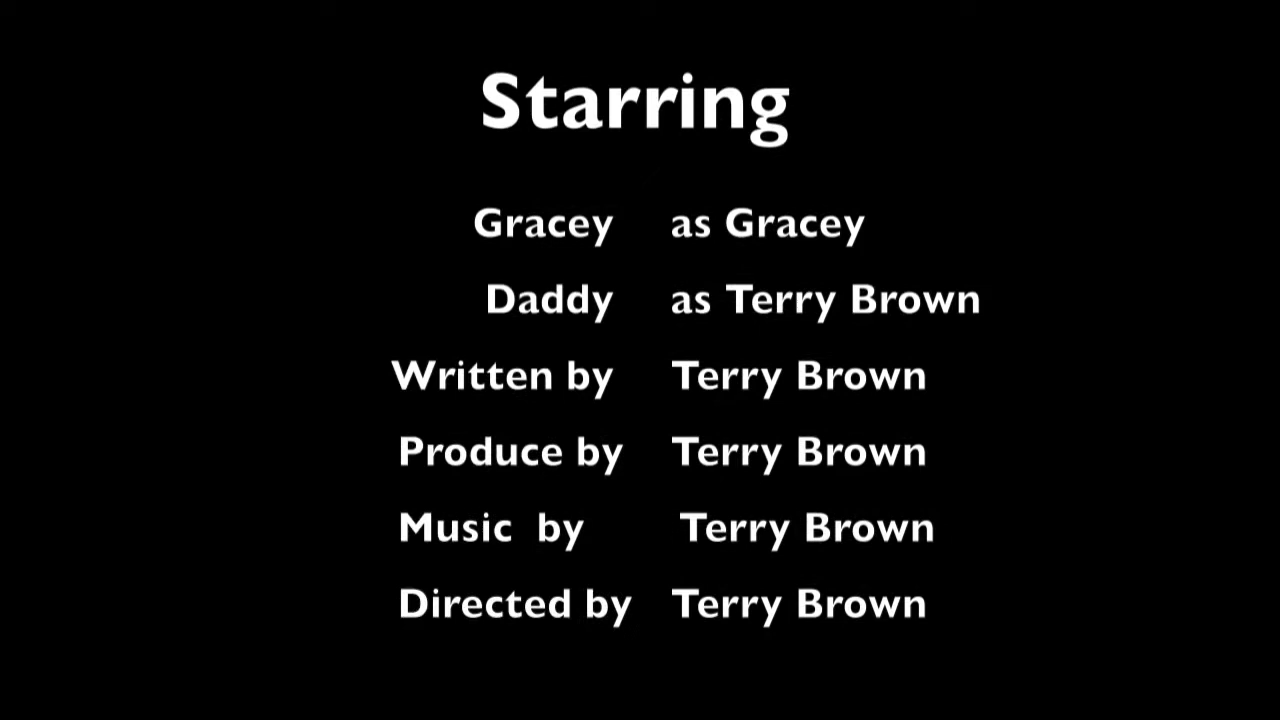 Starring
Gracey as Gracey
Daddy as Terry Brown
Written by Terry Brown
Produce by Terry Brown
Music by Terry Brown
Directed by Terry Brown